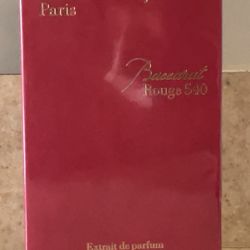 Paris
Baccarat
Rouge 540
Extrait de parfum